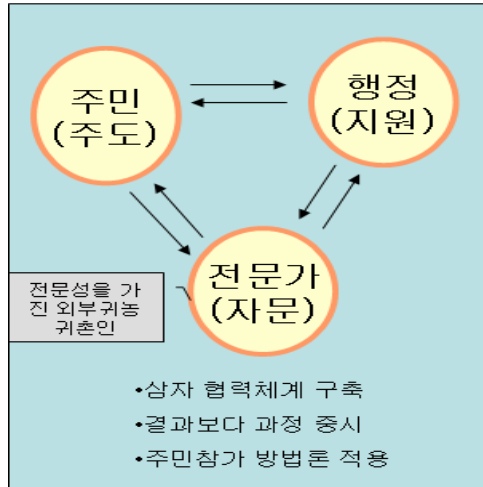 주민
(주도)
행정
(지원)
전문가
(자문)
전문성을 가
진 외부귀농
귀촌인
•삼자 협력체계 구축
•결과보다 과정 중시
•주민참가 방법론 적용